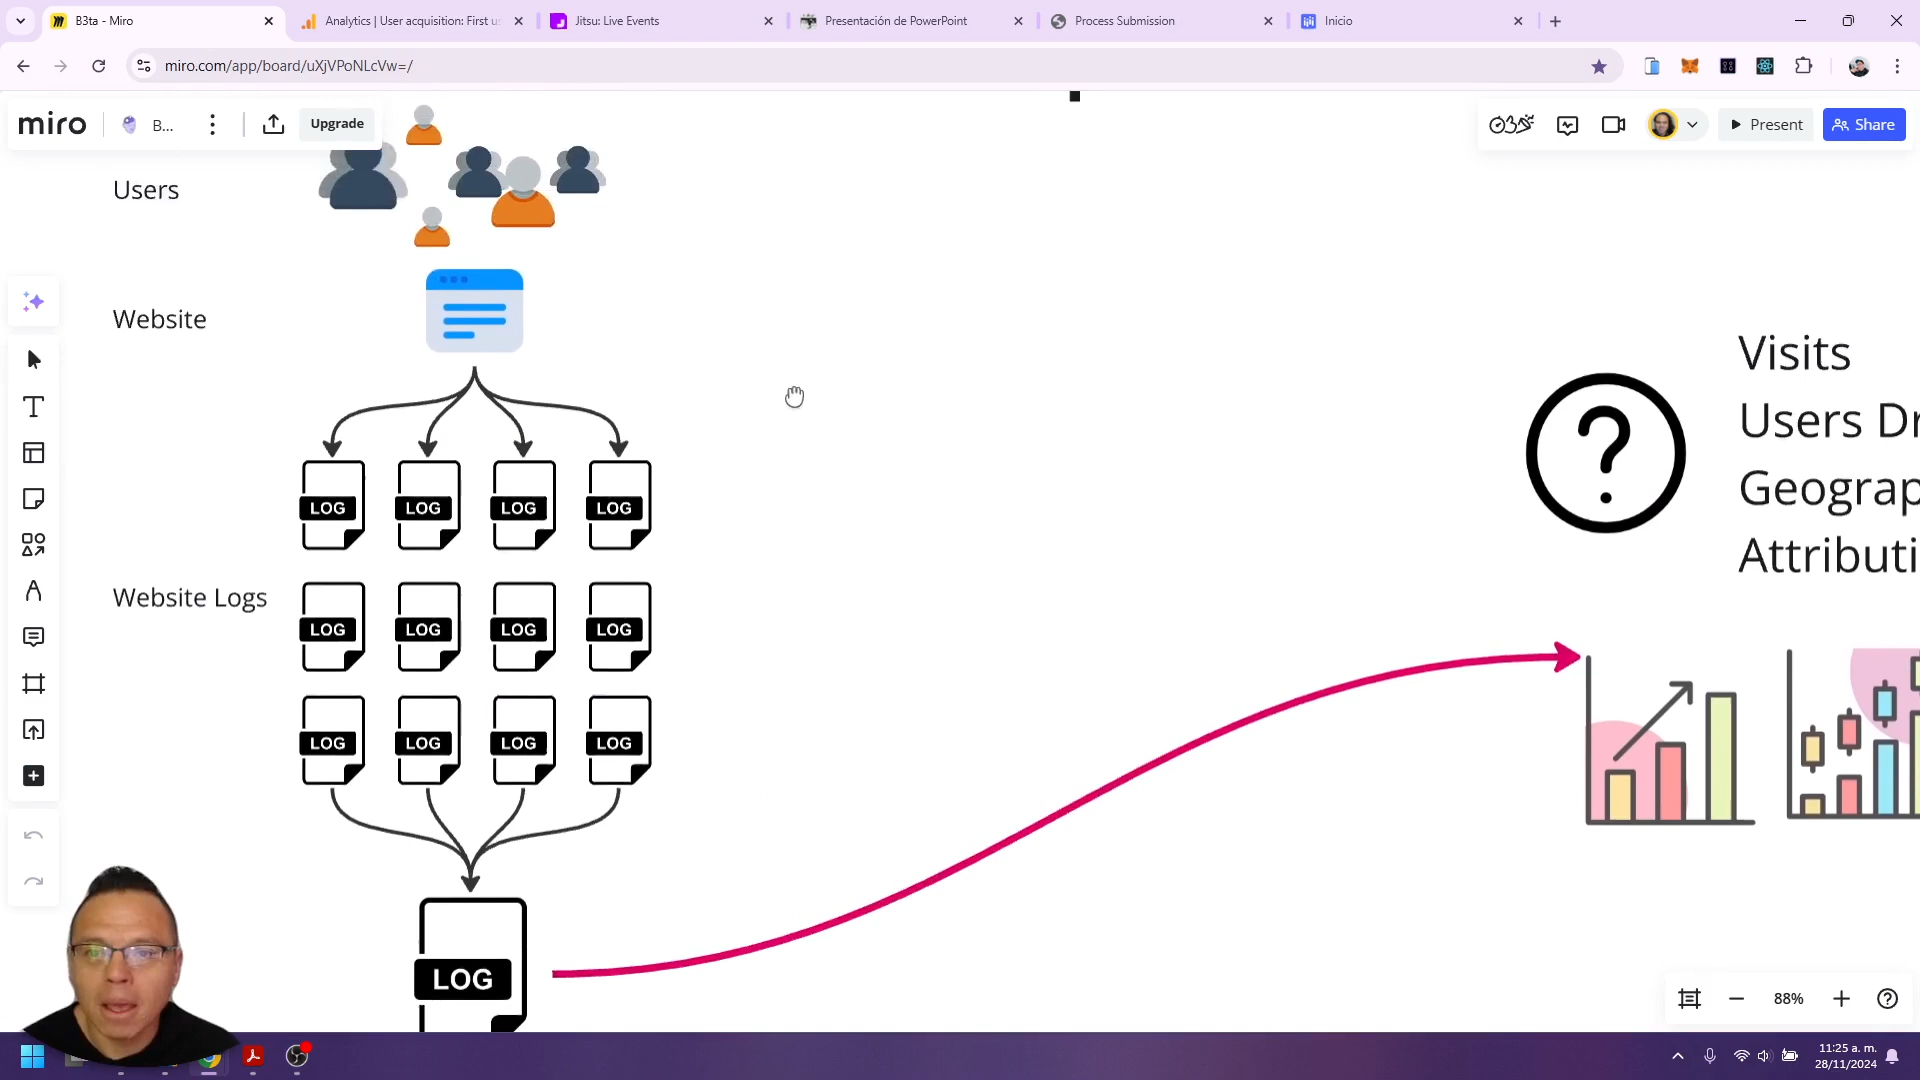 B3ta - Miro
Analytics | User acquisition: First us
Jitsu: Live Events
Presentación de PowerPoint
Process Submission
Inicio
miro.com/app/board/uXjVPoNLcVw=/
miro
B...
Upgrade
Present
Share
Users
Website
Visits
Users Dr
Geograp
Attributi
LOG LOG LOG LOG
Website Logs
LOG LOG LOG LOG
LOG LOG LOG LOG
LOG
88%
11:25 a. m.
28/11/2024